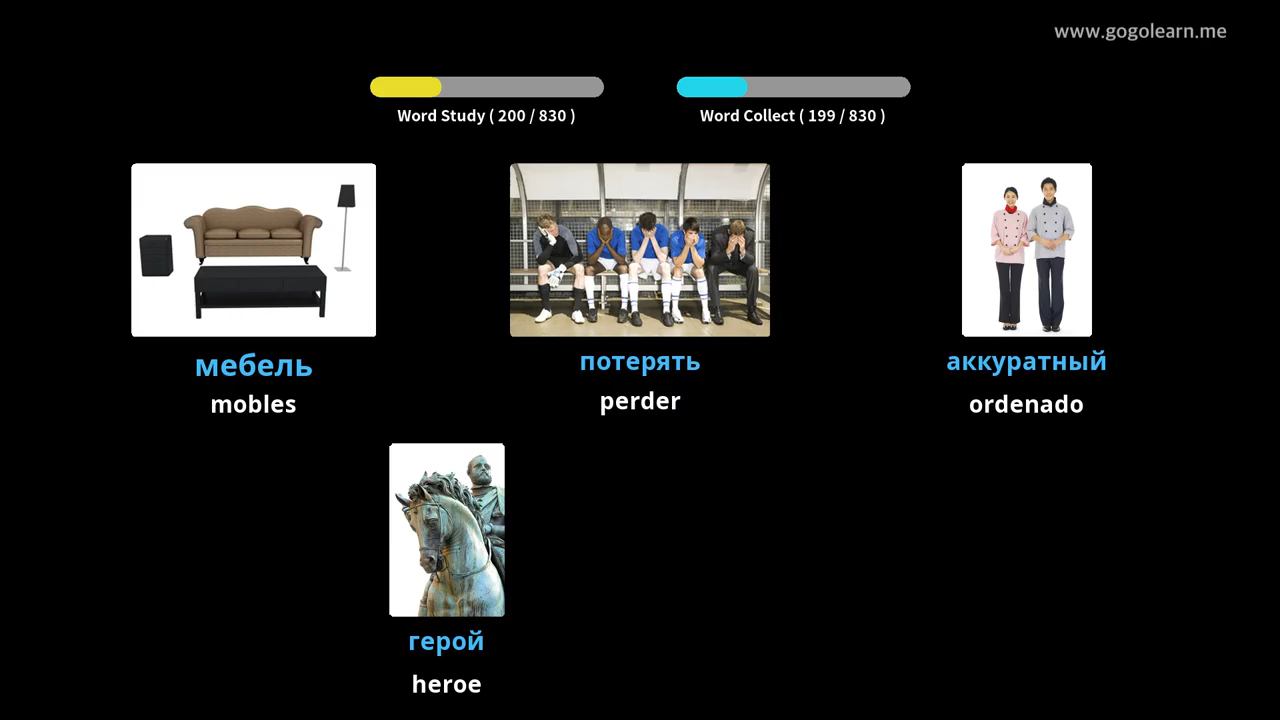 www.gogolearn.me
Word Study ( 200 / 830 )
Word Collect ( 199 / 830 )
мебель
mobles
потерять
perder
аккуратный
ordenado
герой
heroe